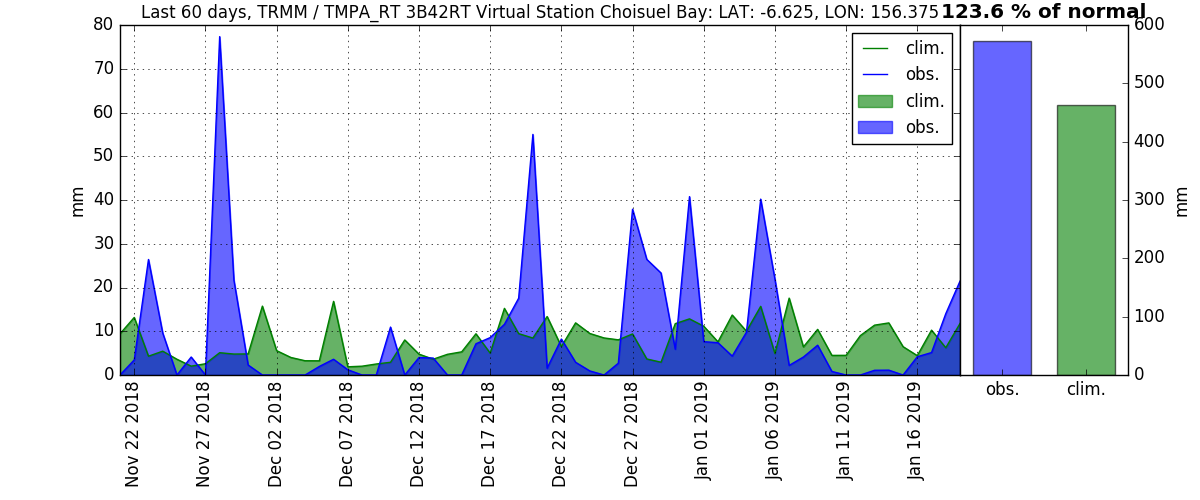 Last 60 days, TRMM / TMPA_RT 3B42RT Virtual Station Choisuel Bay: LAT: -6.625, LON: 156.375
123.6 % of normal
80
70
60
50
40
30
20
10
0
mm
clim.
obs.
clim.
obs.
Nov 22 2018
Nov 27 2018
Dec 02 2018
Dec 07 2018
Dec 12 2018
Dec 17 2018
Dec 22 2018
Dec 27 2018
Jan 01 2019
Jan 06 2019
Jan 11 2019
Jan 16 2019
600
500
400
300
200
100
0
mm
obs.
clim.